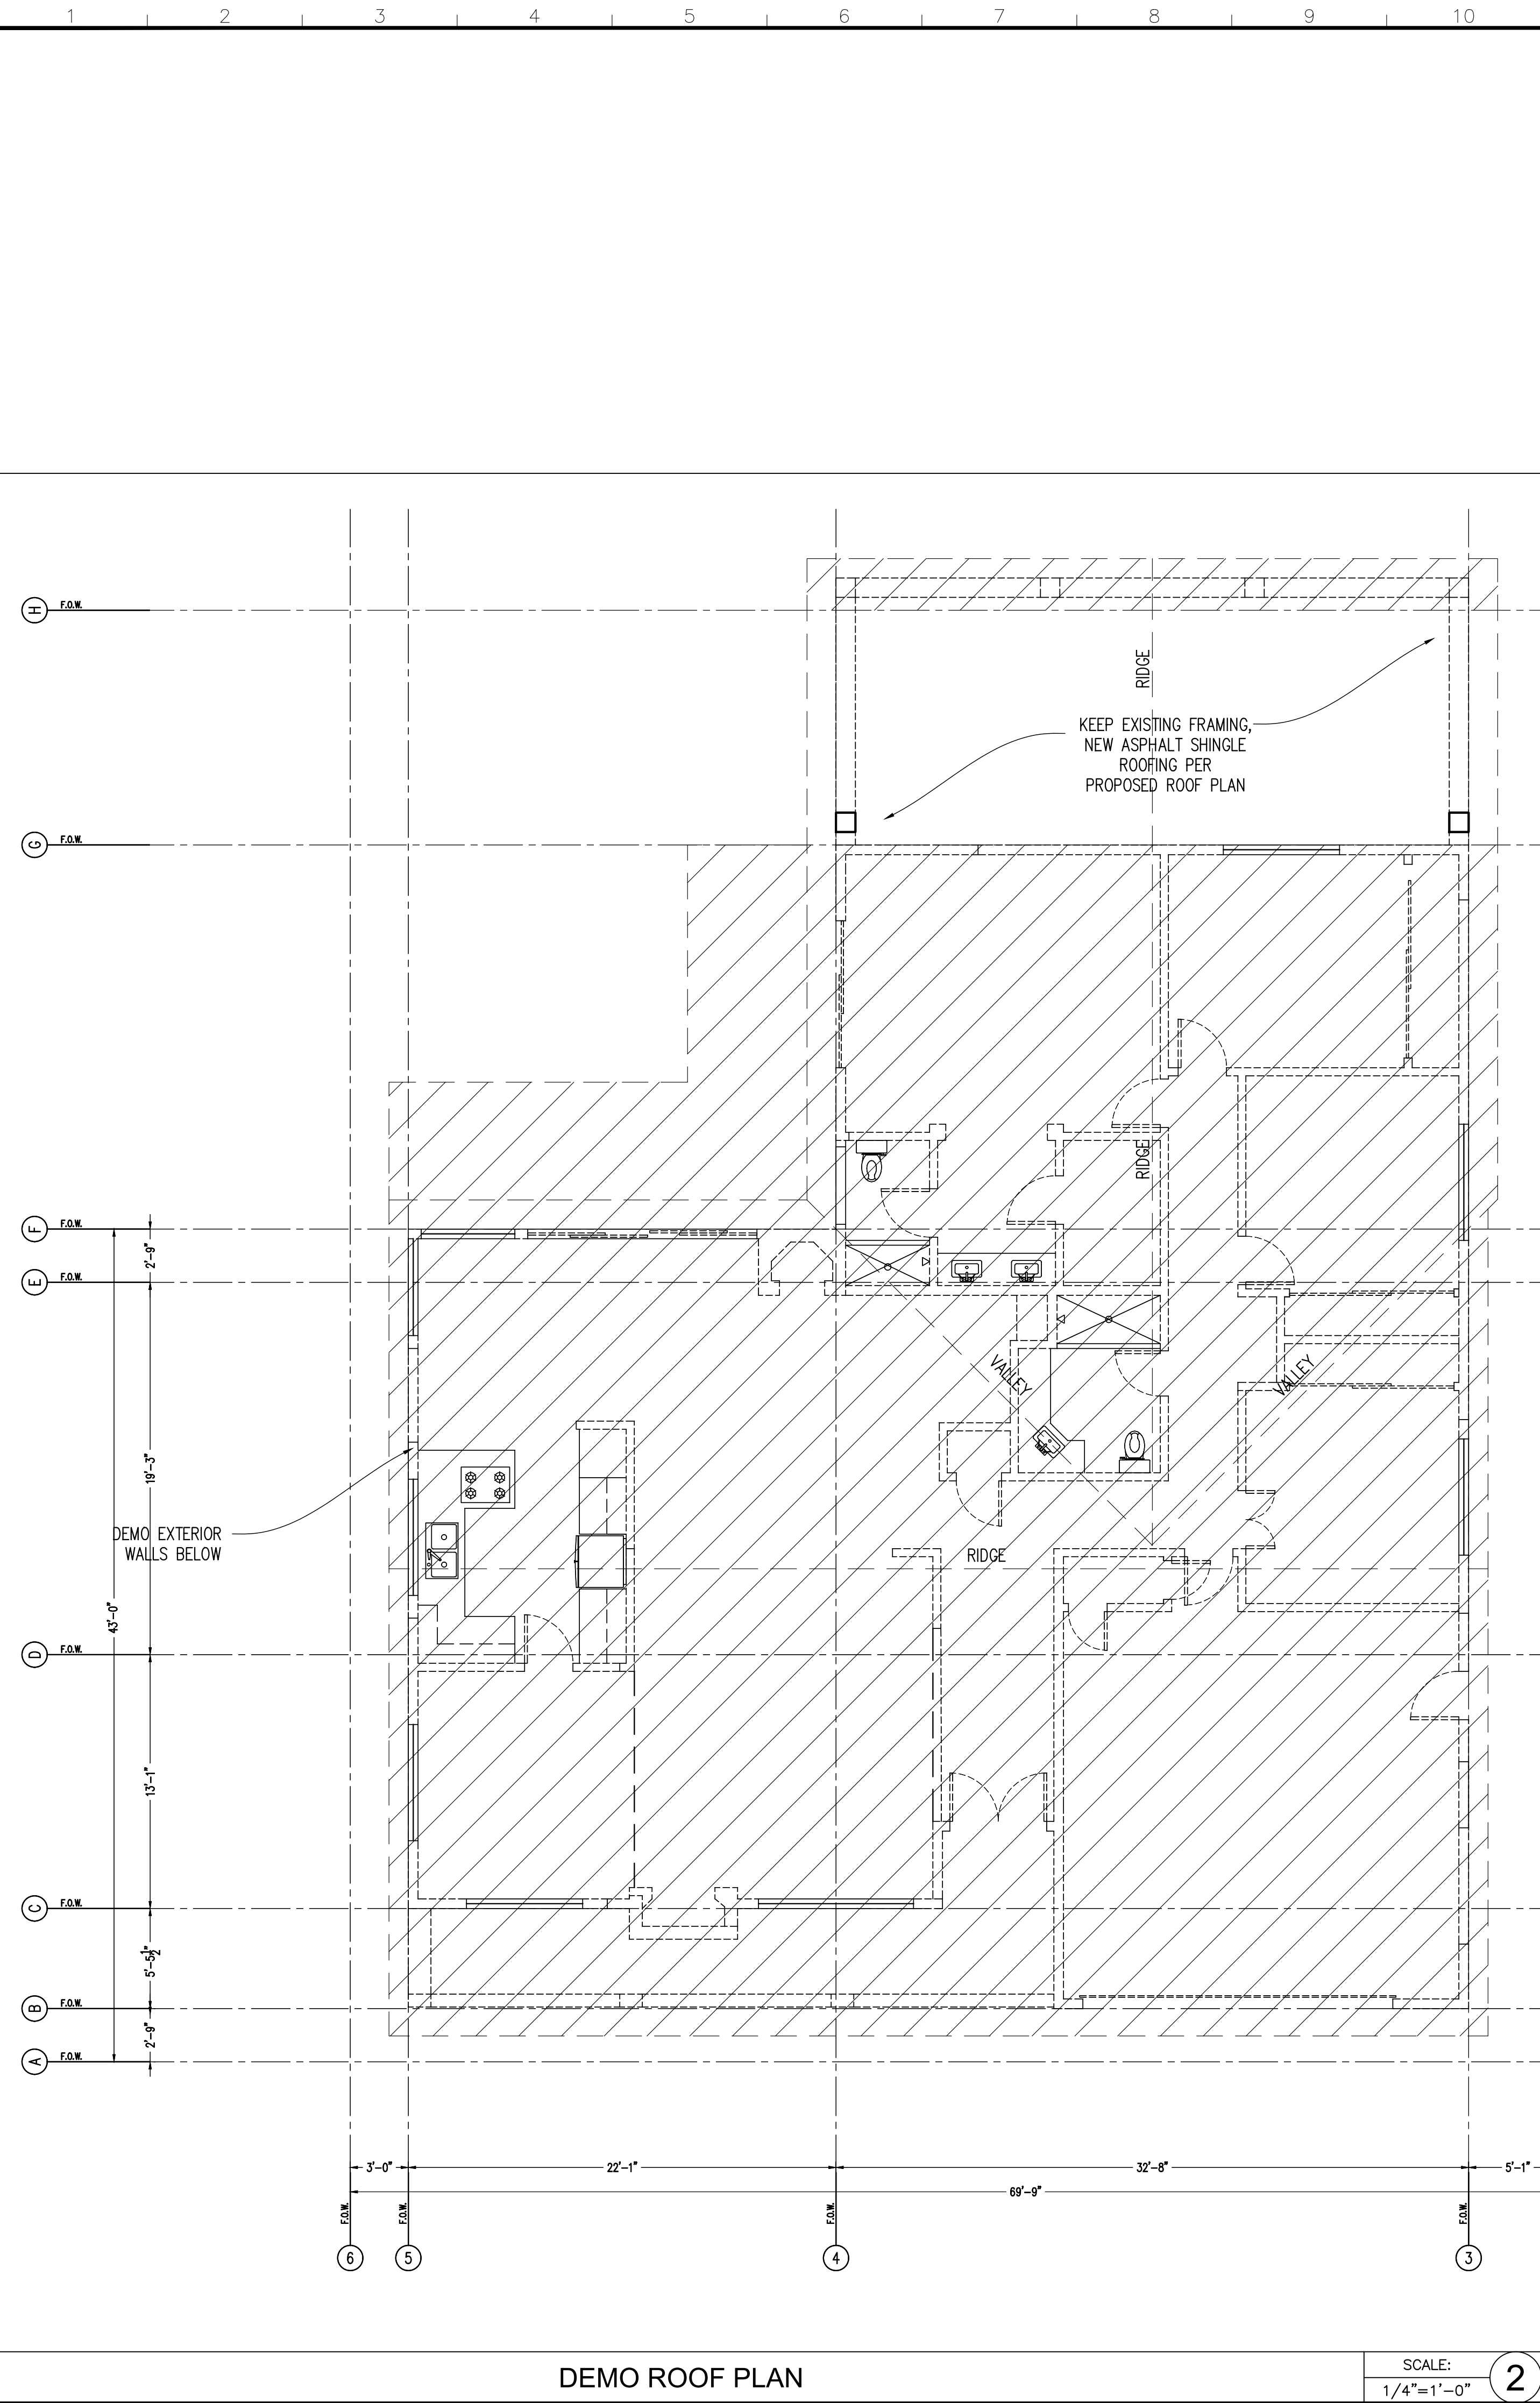 1 2 3 4 5 6 7 8 9 10
H F.O.W.
RIDGE
KEEP EXISTING FRAMING,
NEW ASPHALT SHINGLE
ROOFING PER
PROPOSED ROOF PLAN
G F.O.W.
RIDGE
F F.O.W.
2'-9"
E F.O.W.
VALLEY
VALLEY
19'-3"
DEMO EXTERIOR
WALLS BELOW
RIDGE
43'-0"
D F.O.W.
13'-1"
C F.O.W.
5'-5 1/2"
B F.O.W.
2'-9"
A F.O.W.
3'-0" 22'-1" 32'-8" 5'-1"
69'-9"
F.O.W. F.O.W. F.O.W. F.O.W.
6 5 4 3
DEMO ROOF PLAN
SCALE:
1/4"=1'-0"
2